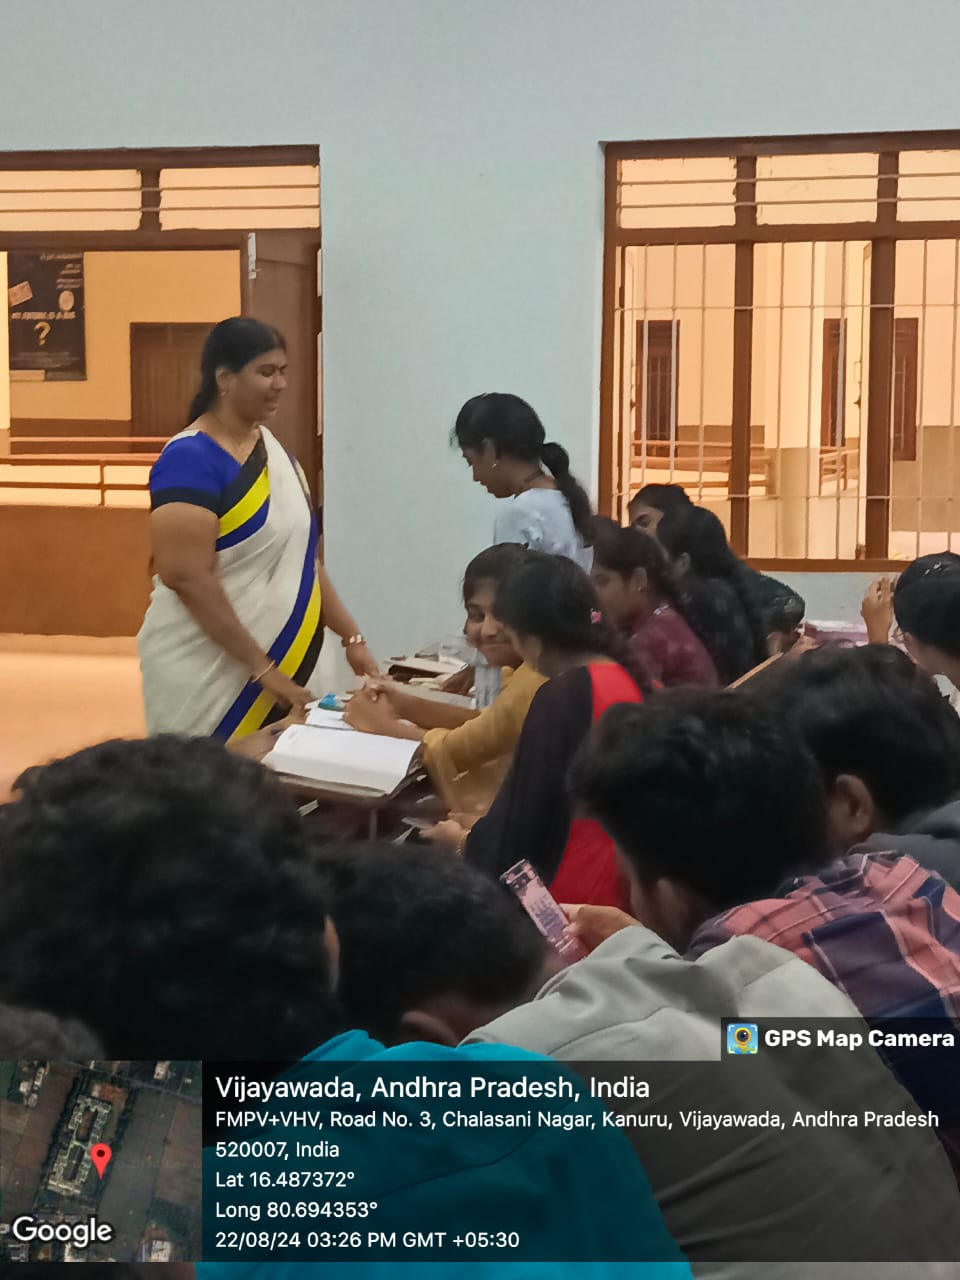 ?
GPS Map Camera
Vijayawada, Andhra Pradesh, India
FMPV+VHV, Road No. 3, Chalasani Nagar, Kanuru, Vijayawada, Andhra Pradesh
520007, India
Lat 16.487372°
Long 80.694353°
22/08/24 03:26 PM GMT +05:30
Google